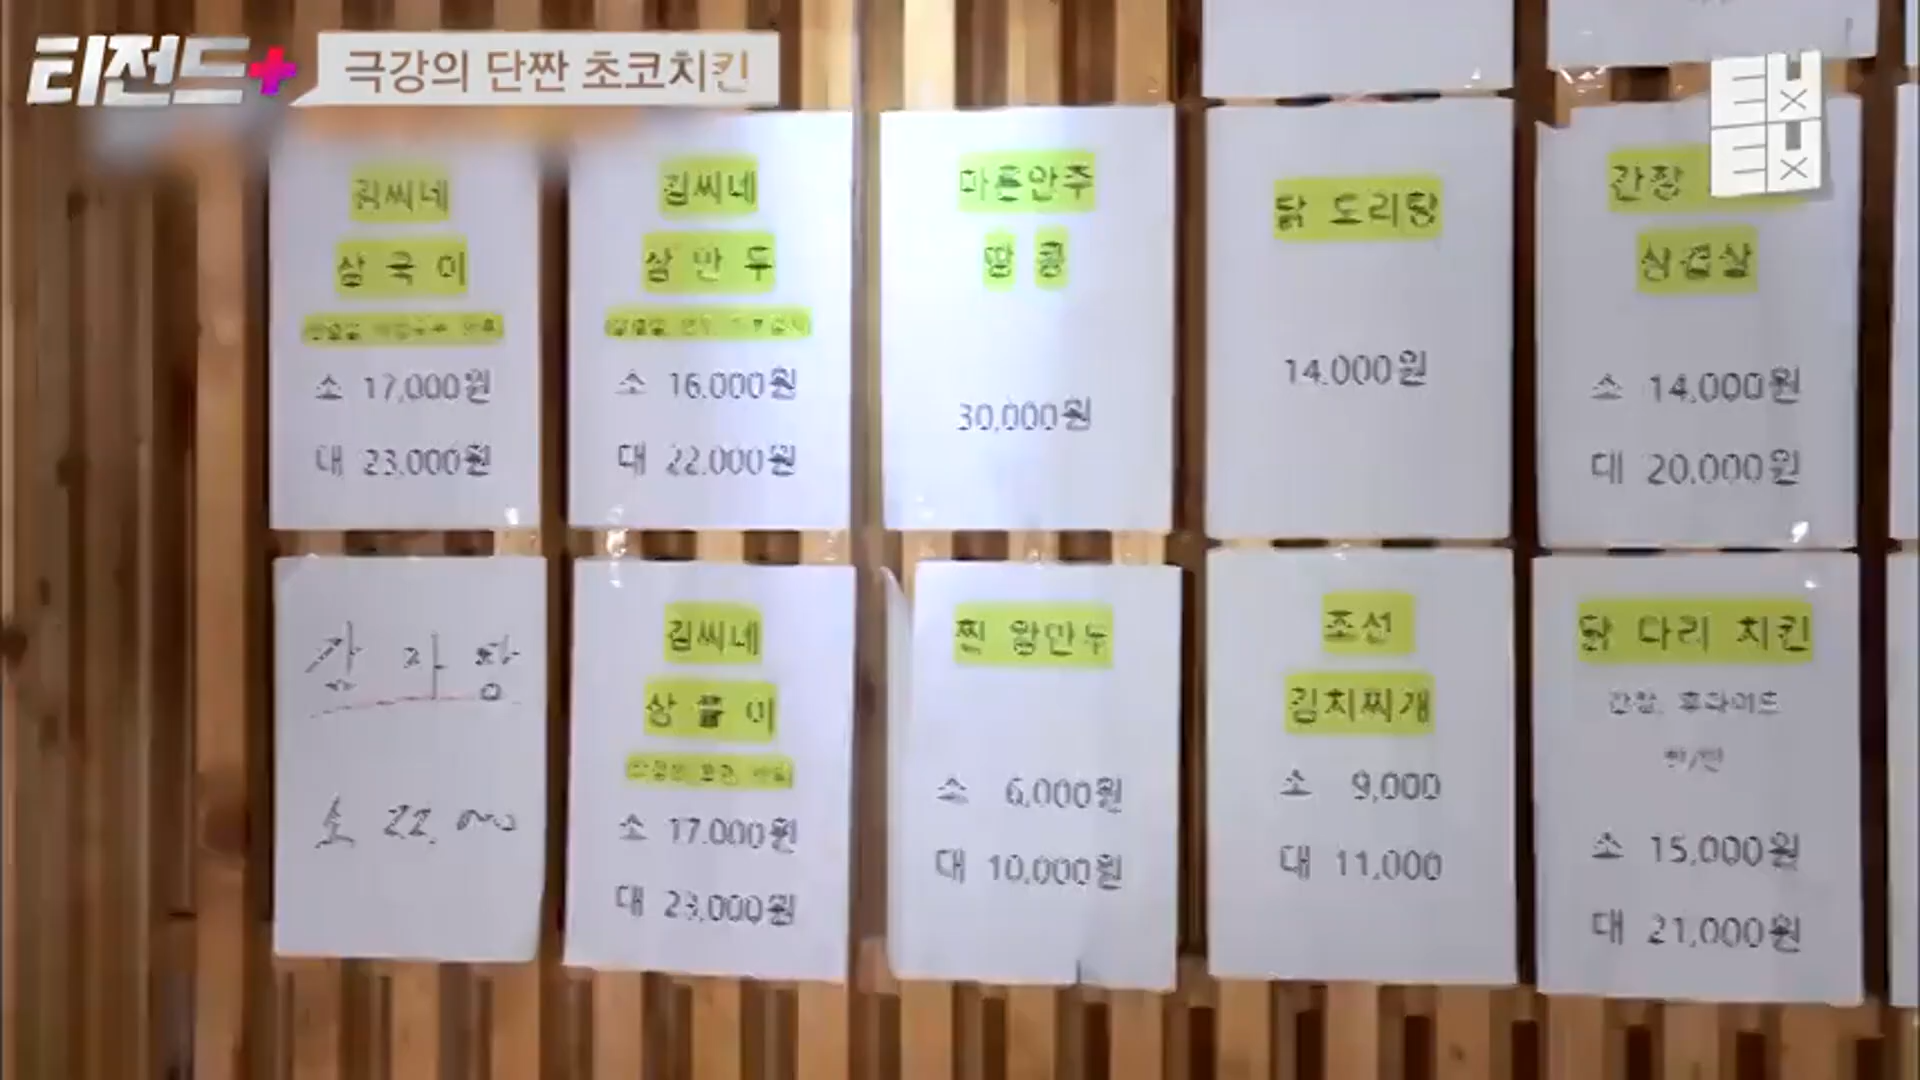 티전드+
극강의 단짠 초코치킨
김씨네
삼국이
소 17,000원
대 23,000원
김씨네
삼만두
소 16,000원
대 22,000원
마른안주
땅콩
30,000원
닭 도리탕
14,000원
간장
삼겹살
소 14,000원
대 20,000원
감자탕
소 22,000
김씨네
소 17,000원
대 23,000원
찐 왕만두
소 6,000원
대 10,000원
조선
김치찌개
소 9,000
대 11,000
닭 다리 치킨
간장, 후라이드
소 15,000원
대 21,000원